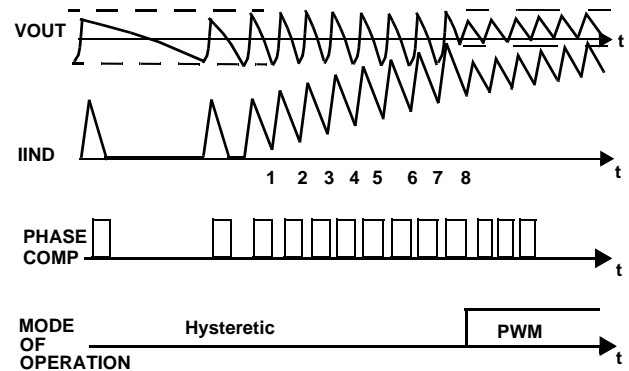 VOUT
t
IIND
t
1 2 3 4 5 6 7 8
PHASE
COMP
t
MODE
OF
OPERATION
Hysteretic
PWM
t